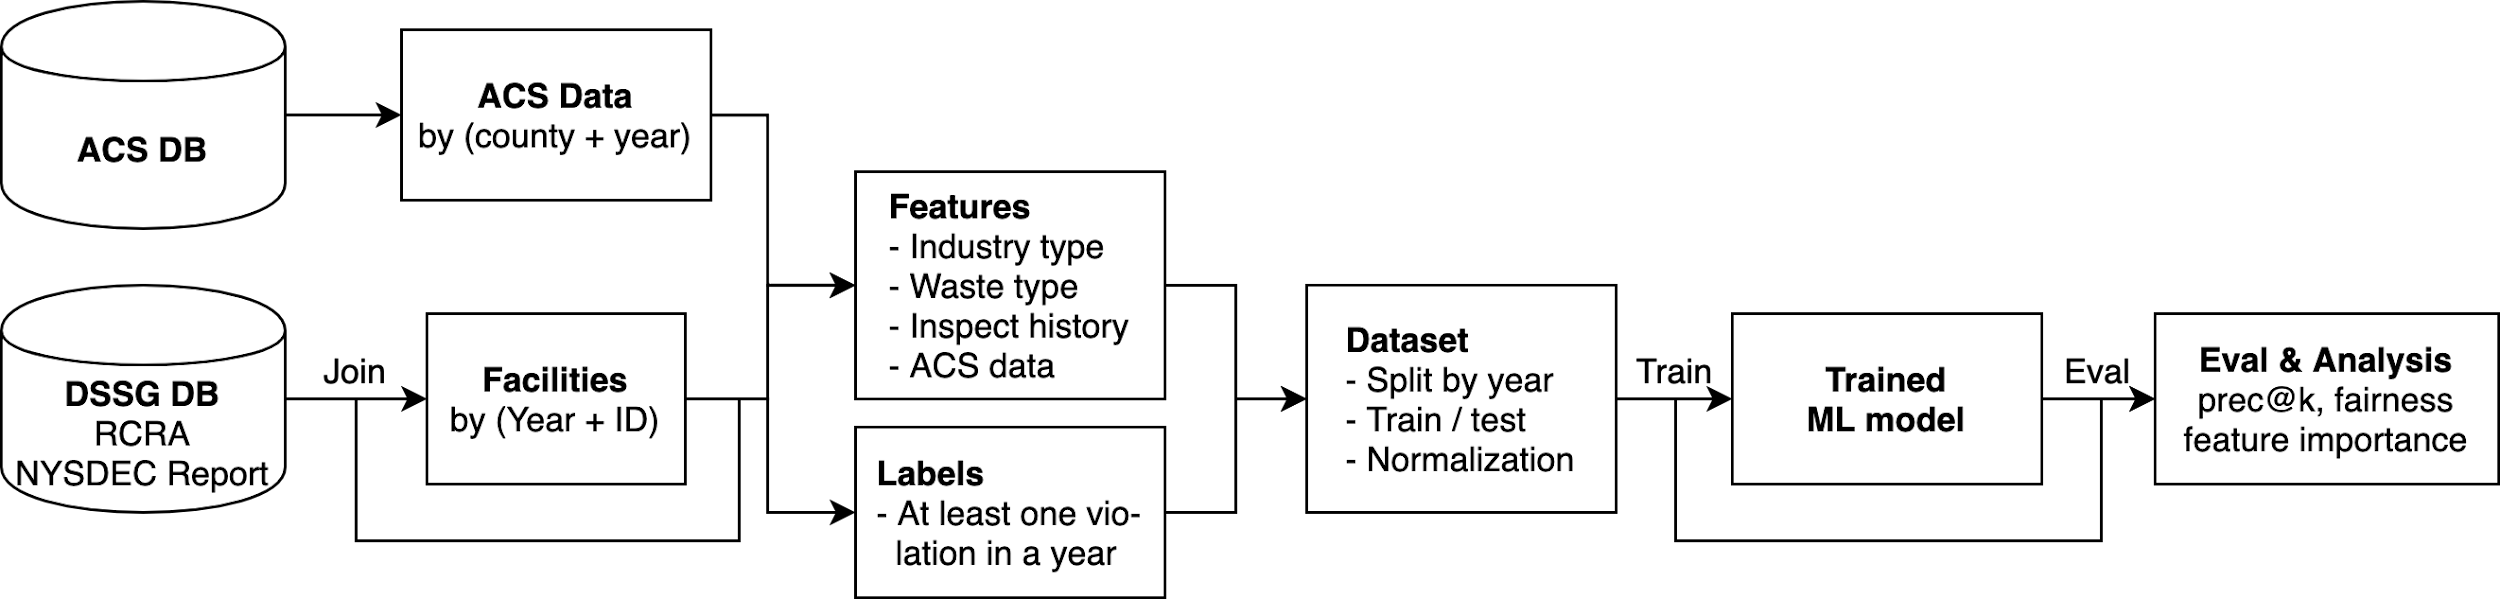 ACS DB
ACS Data
by (county + year)
DSSG DB
RCRA
NYSDEC Report
Join
Facilities
by (Year + ID)
Features
- Industry type
- Waste type
- Inspect history
- ACS data
Labels
- At least one vio-
lation in a year
Dataset
- Split by year
- Train / test
- Normalization
Train
Trained
ML model
Eval
Eval & Analysis
prec@k, fairness
feature importance